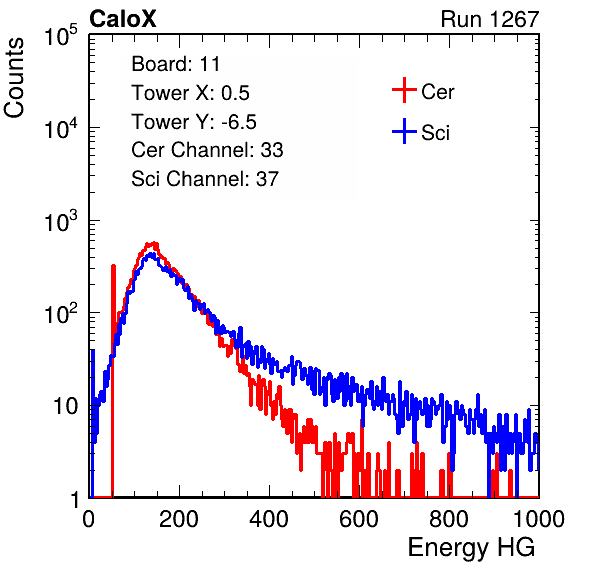 CaloX Run 1267
Counts
10^5
10^4
10^3
10^2
10
1
Board: 11
Tower X: 0.5
Tower Y: -6.5
Cer Channel: 33
Sci Channel: 37
Cer
Sci
0 200 400 600 800 1000
Energy HG